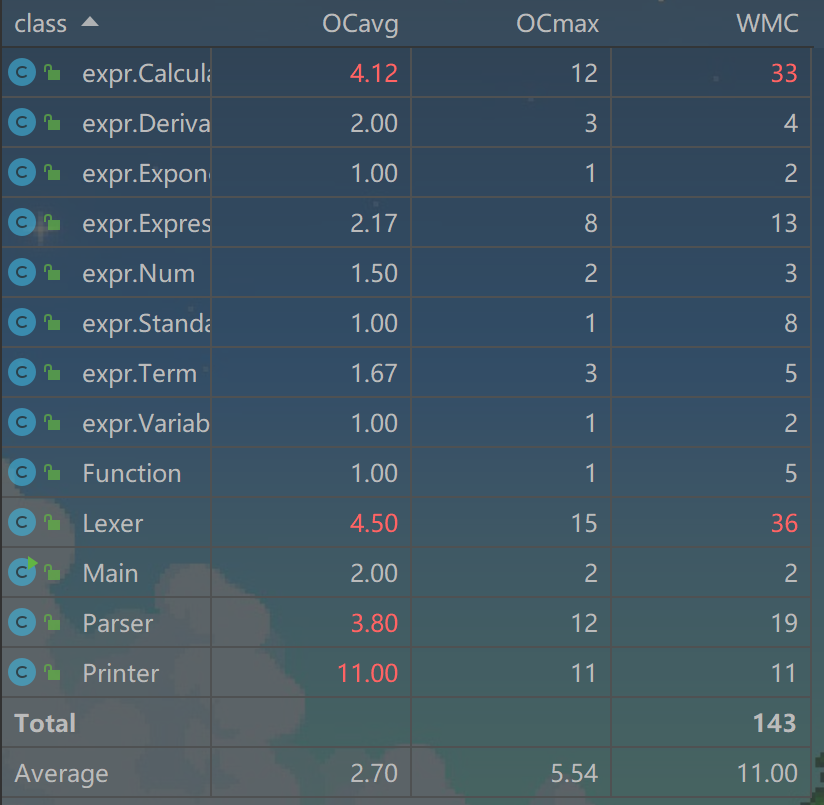 class OCavg OCmax WMC
C expr.Calcula 4.12 12 33
C expr.Deriva 2.00 3 4
C expr.Expon 1.00 1 2
C expr.Expres 2.17 8 13
C expr.Num 1.50 2 3
C expr.Standa 1.00 1 8
C expr.Term 1.67 3 5
C expr.Variab 1.00 1 2
C Function 1.00 1 5
C Lexer 4.50 15 36
C Main 2.00 2 2
C Parser 3.80 12 19
C Printer 11.00 11 11
Total 143
Average 2.70 5.54 11.00